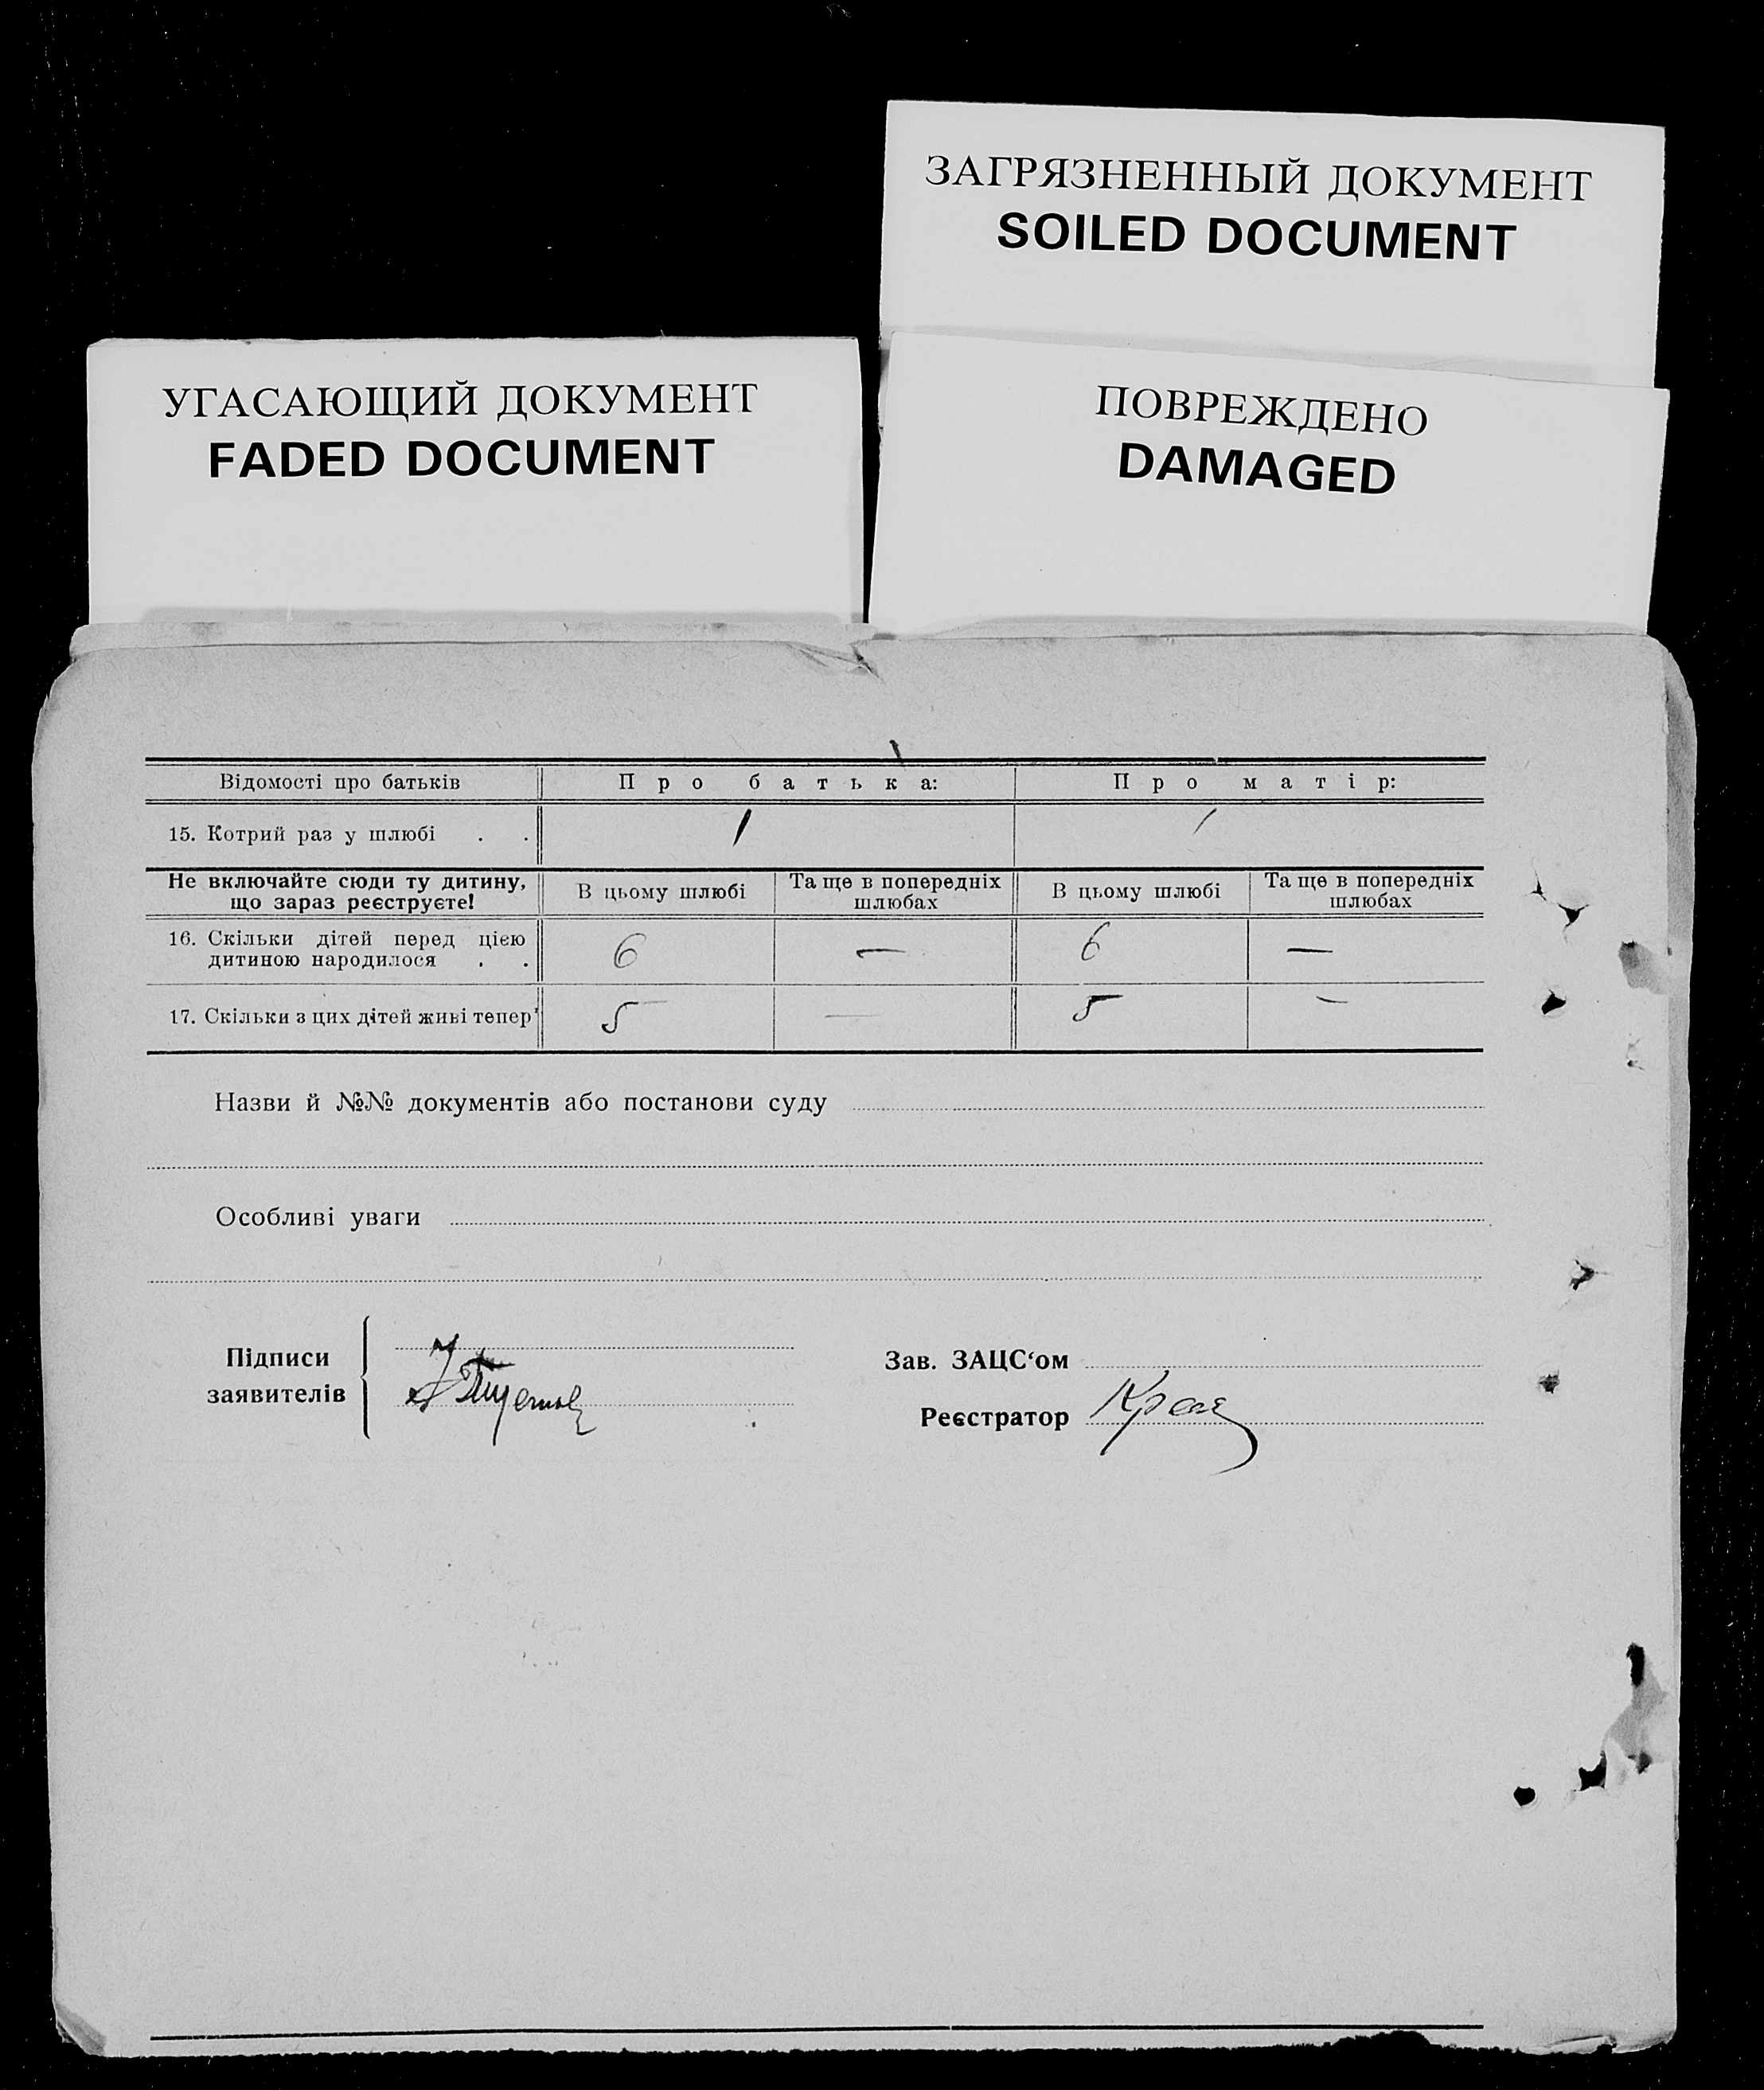 ЗАГРЯЗНЕННЫЙ ДОКУМЕНТ
SOILED DOCUMENT
УГАСАЮЩИЙ ДОКУМЕНТ
FADED DOCUMENT
ПОВРЕЖДЕНО
DAMAGED
Відомості про батьків Про батька: Про матір:
15. Котрий раз у шлюбі . . 1 1
Не включайте сюди ту дитину, що зараз реєструєте! В цьому шлюбі Та ще в попередніх шлюбах В цьому шлюбі Та ще в попередніх шлюбах
16. Скільки дітей перед цією
дитиною народилося . . 6 — 6 —
17. Скільки з цих дітей живі тепер 5 — 5 —
Назви й №№ документів або постанови суду
Особливі уваги
Підписи
заявителів
Зав. ЗАЦС‘ом
Реєстратор